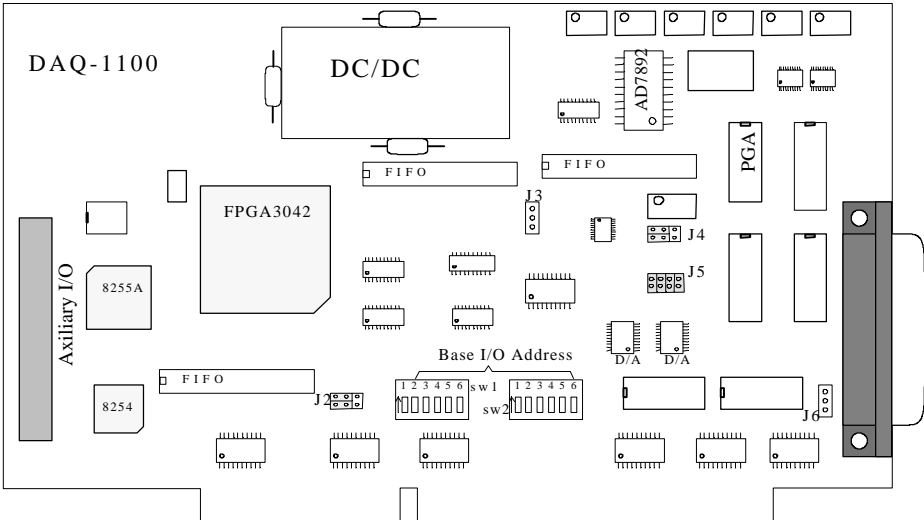 DAQ-1100
DC/DC
AD7892
PGA
FIFO
FIFO
J3
FPGA3042
J4
Axiliary I/O
8255A
J5
D/A
D/A
Base I/O Address
FIFO
1 2 3 4 5 6
sw1
1 2 3 4 5 6
sw2
8254
J2
J6